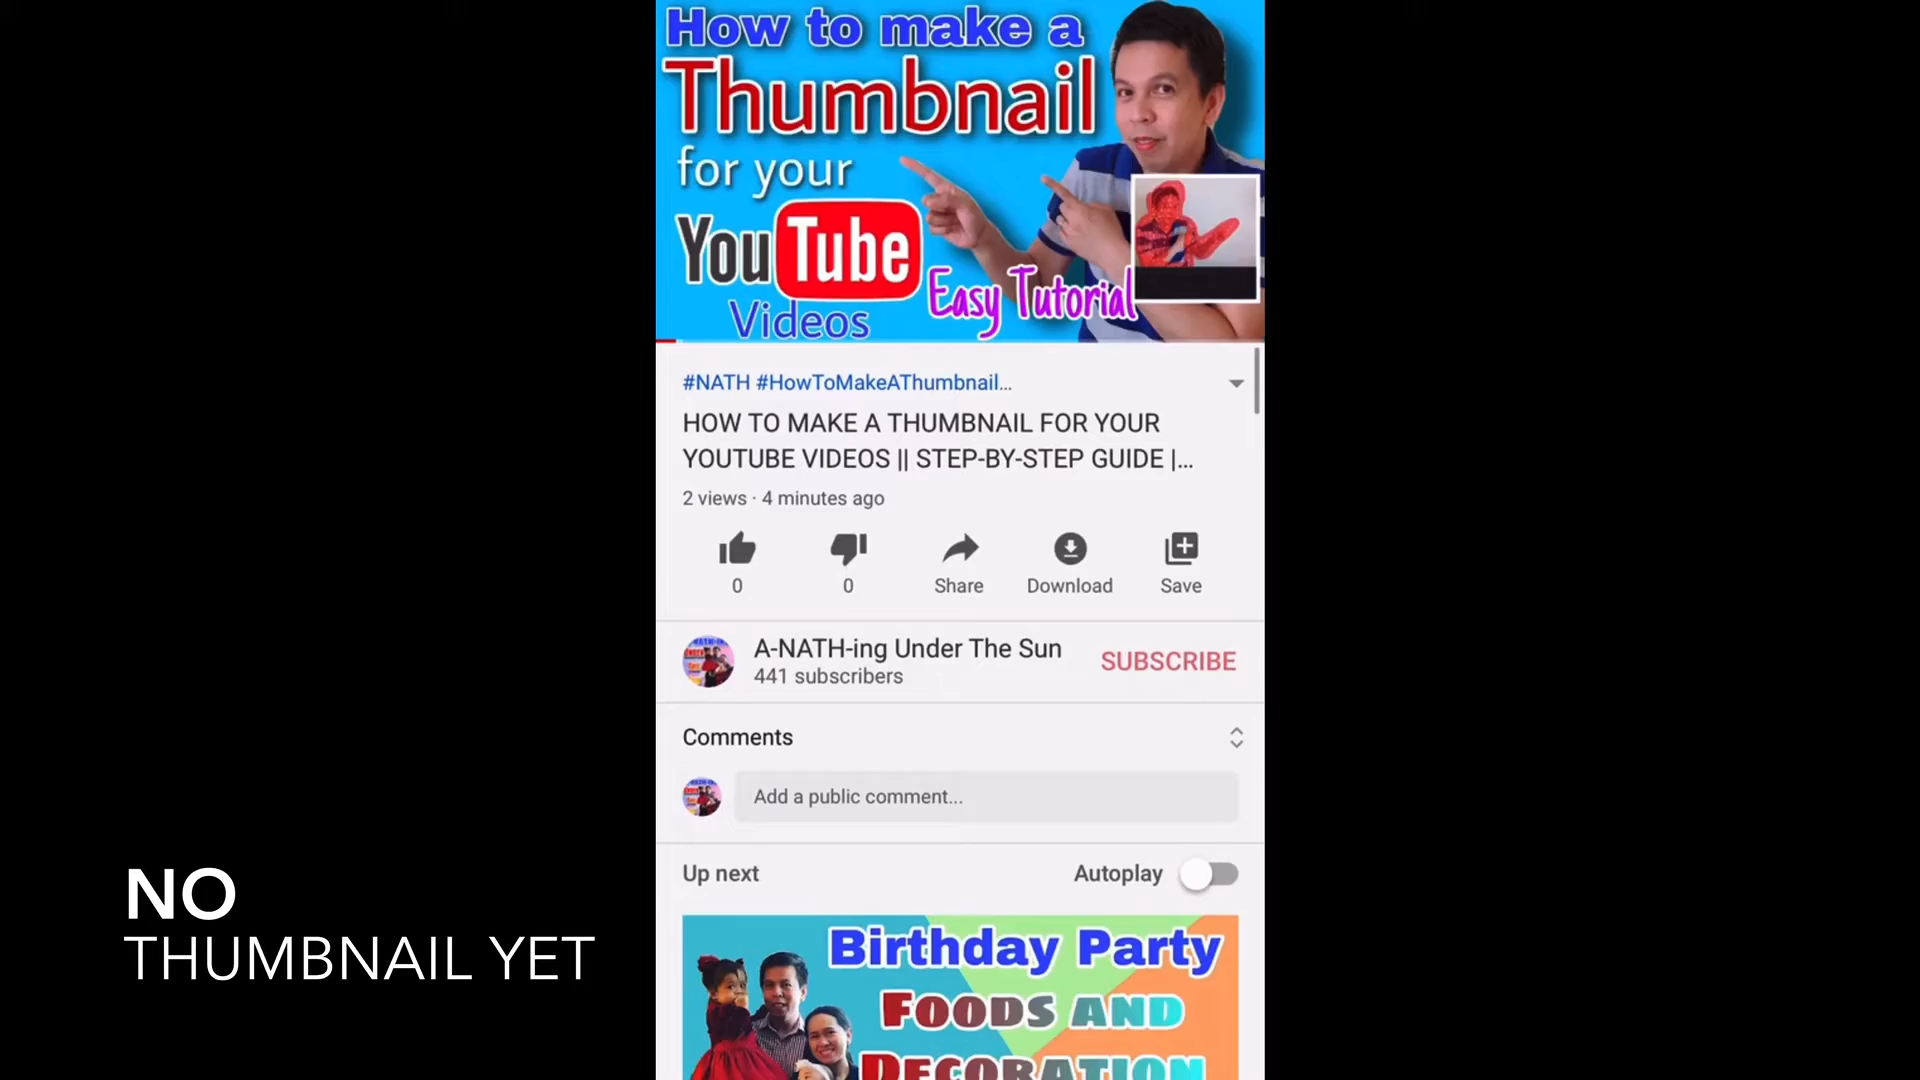 How to make a
Thumbnail
for your
YouTube
Videos
Easy Tutorial
#NATH #HowToMakeAThumbnail...
HOW TO MAKE A THUMBNAIL FOR YOUR
YOUTUBE VIDEOS || STEP-BY-STEP GUIDE |...
2 views · 4 minutes ago
0
0
Share
Download
Save
A-NATH-ing Under The Sun
441 subscribers
SUBSCRIBE
Comments
Add a public comment...
Up next
Autoplay
Birthday Party
FOODS AND
DECORATION
NO
THUMBNAIL YET